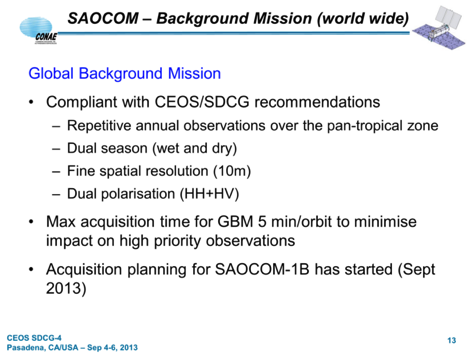 SAOCOM – Background Mission (world wide)
CONAE
Global Background Mission
• Compliant with CEOS/SDCG recommendations
– Repetitive annual observations over the pan-tropical zone
– Dual season (wet and dry)
– Fine spatial resolution (10m)
– Dual polarisation (HH+HV)
• Max acquisition time for GBM 5 min/orbit to minimise
impact on high priority observations
• Acquisition planning for SAOCOM-1B has started (Sept
2013)
CEOS SDCG-4
Pasadena, CA/USA – Sep 4-6, 2013
13